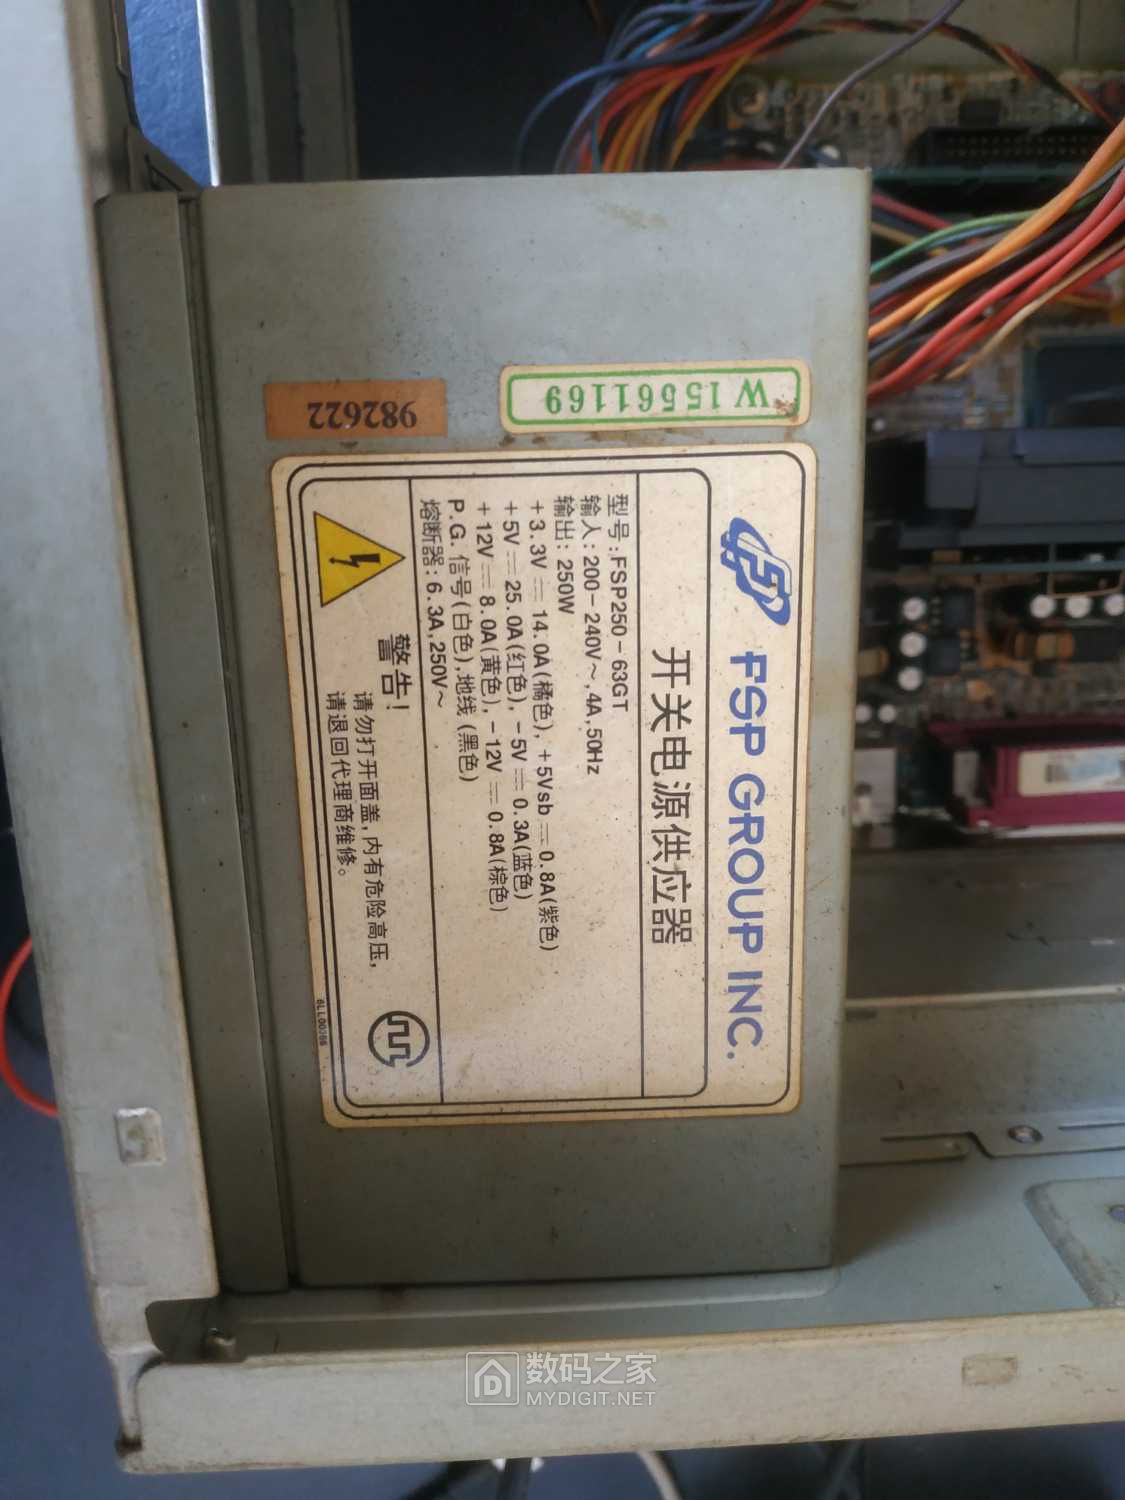 FSP GROUP INC.
开关电源供应器
型号:FSP250-63GT
输入:200-240V～,4A,50Hz
输出:250W
+3.3V⎓14.0A(橘色),+5Vsb⎓0.8A(紫色)
+5V⎓25.0A(红色),-5V⎓0.3A(蓝色)
+12V⎓8.0A(黄色),-12V⎓0.8A(棕色)
P.G.信号(白色),地线(黑色)
熔断器:6.3A,250V～
警告!
请勿打开面盖,内有危险高压,
请退回代理商维修。
W15561169
982622
数码之家
MYDIGIT.NET